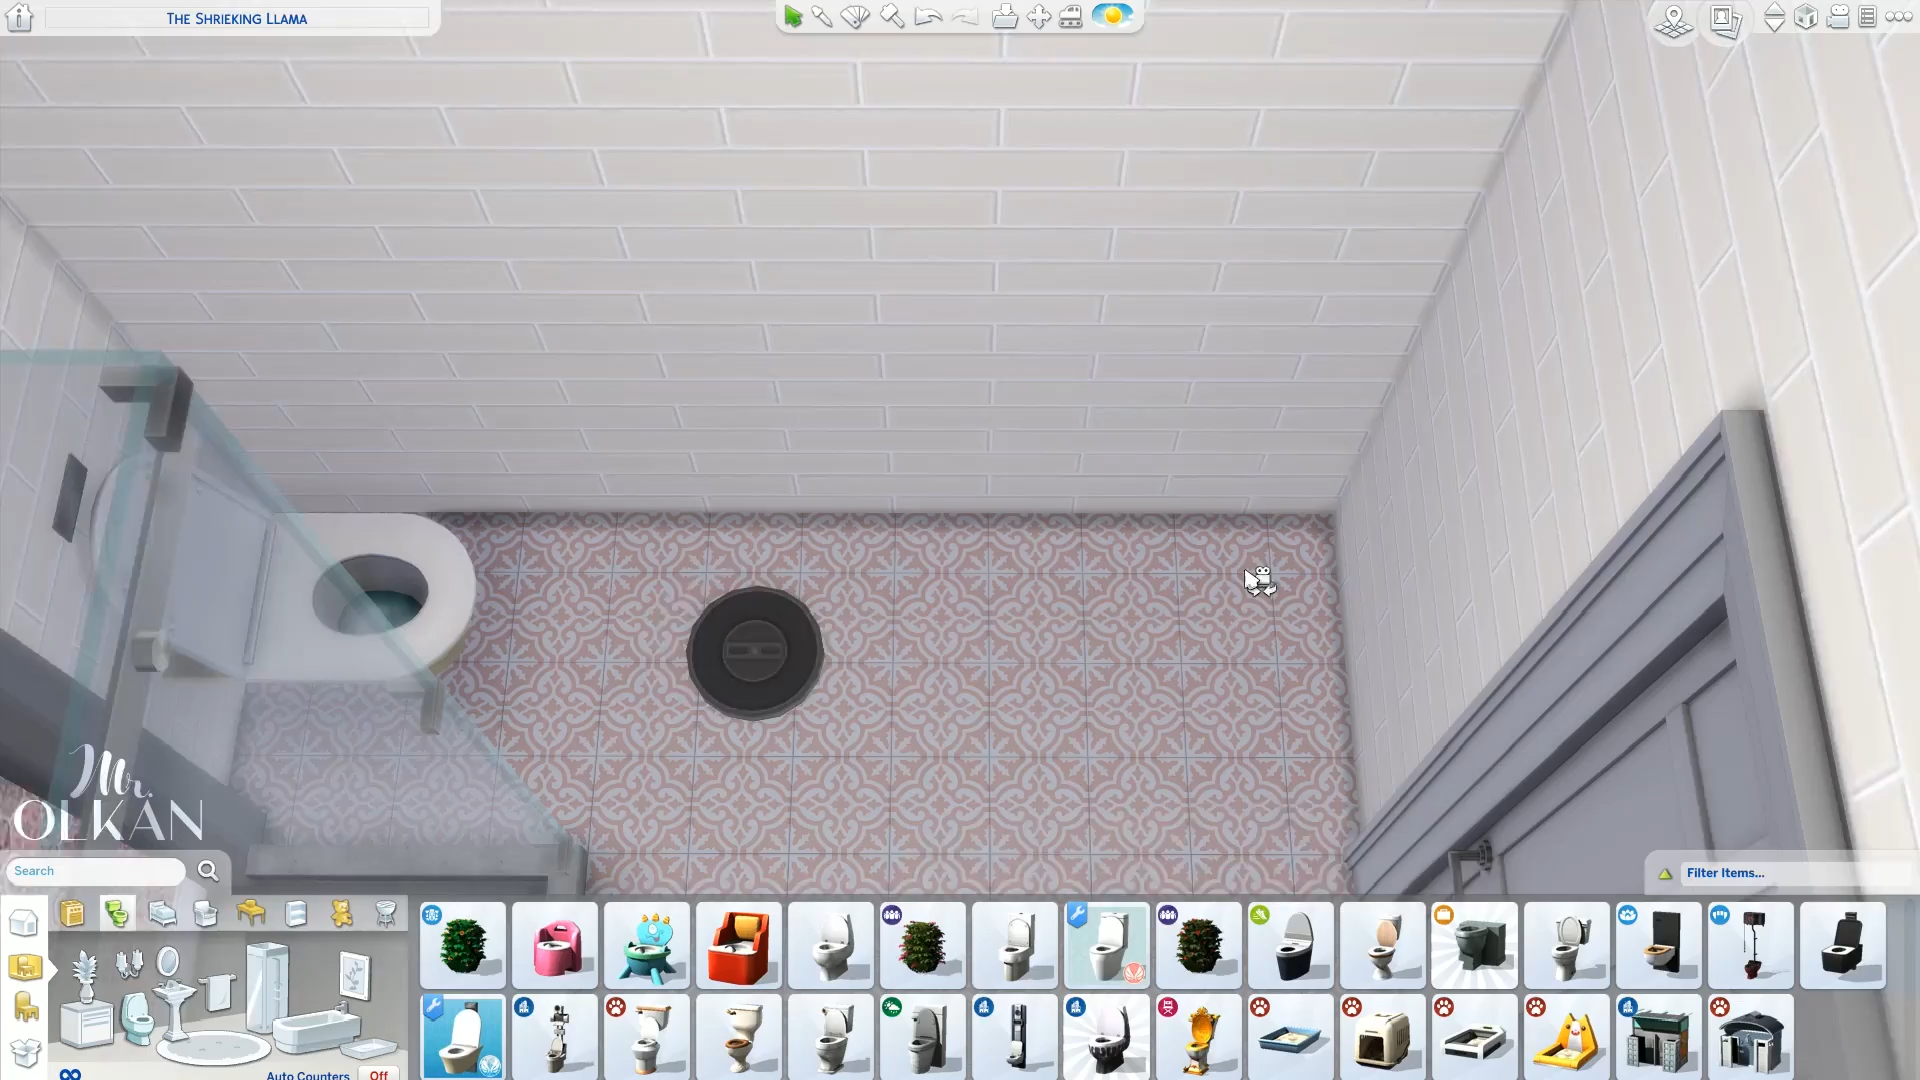 THE SHRIEKING LLAMA
Mr.
OLKAN
Search
Filter Items...
Auto Counters
Off